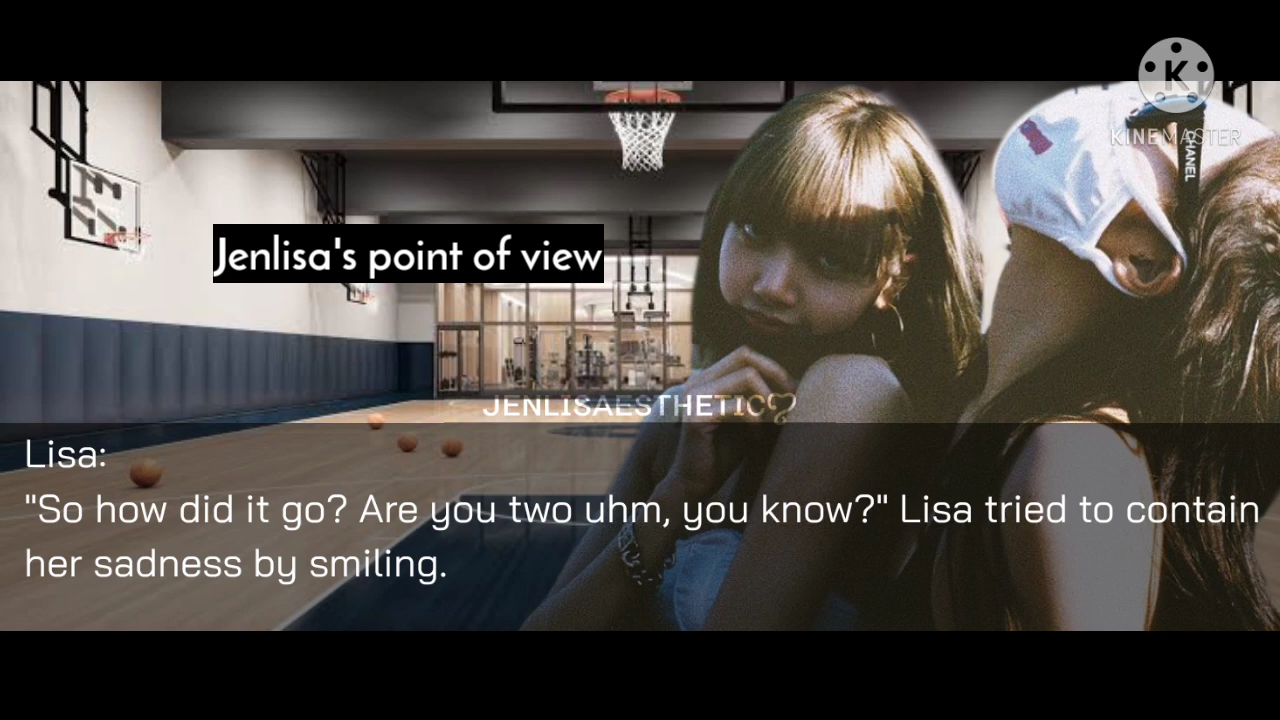 K
KINEMASTER
CHANEL
Jenlisa's point of view
JENLISAESTHETIC♡
Lisa:
"So how did it go? Are you two uhm, you know?" Lisa tried to contain
her sadness by smiling.